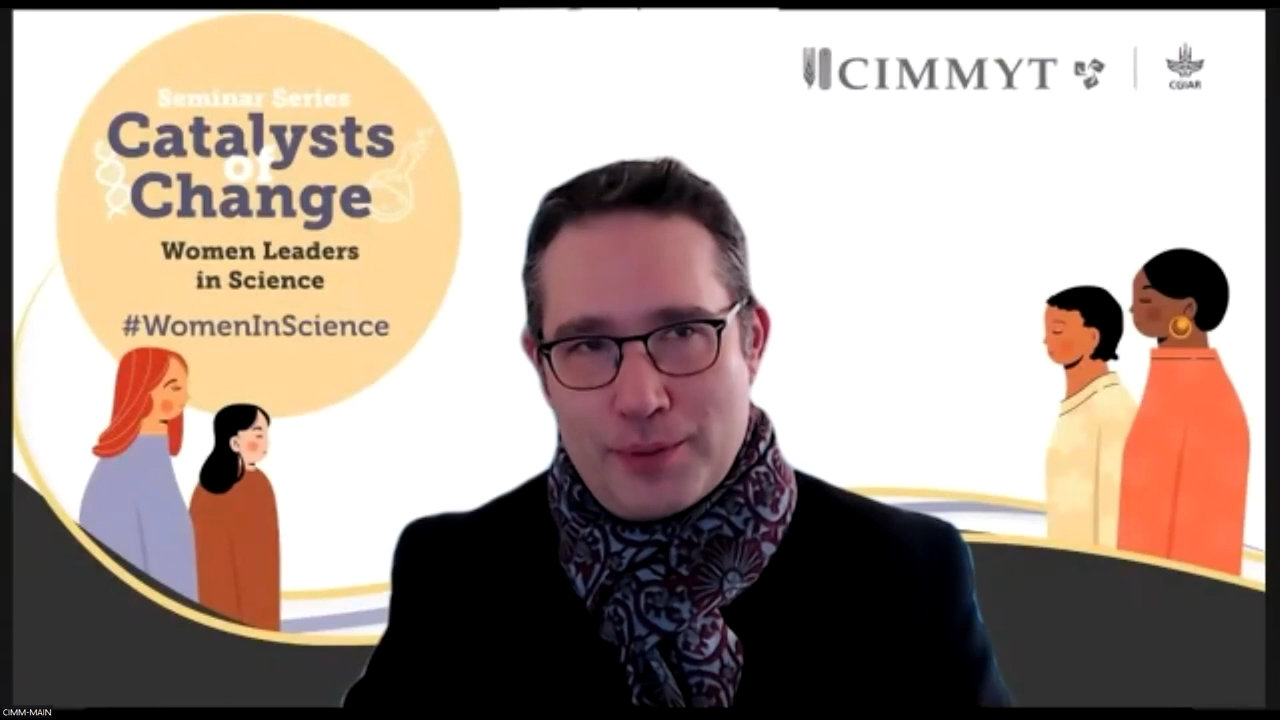 Seminar Series
Catalysts
of
Change
Women Leaders
in Science
#WomenInScience
CIMMYT
CGIAR
CIMM-MAIN